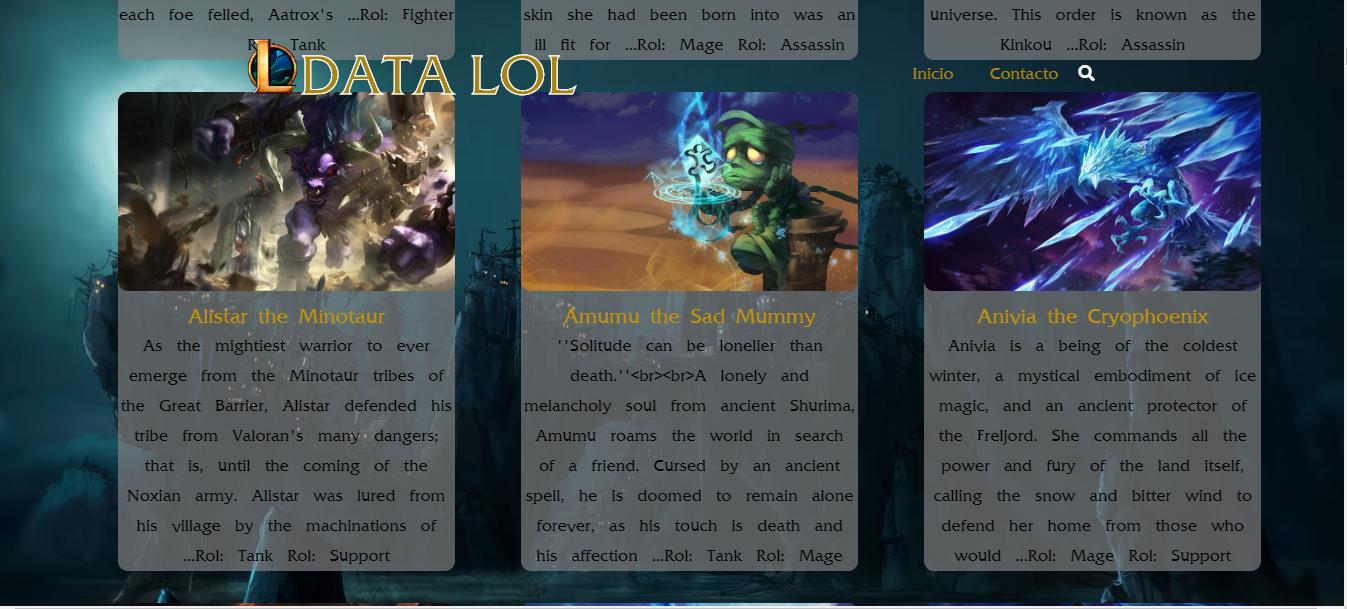 each foe felled, Aatrox's ...Rol: Fighter
Tank
skin she had been born into was an
ill fit for ...Rol: Mage Rol: Assassin
universe. This order is known as the
Kinkou ...Rol: Assassin
L DATA LOL
Inicio Contacto
Alistar the Minotaur
As the mightiest warrior to ever
emerge from the Minotaur tribes of
the Great Barrier, Alistar defended his
tribe from Valoran's many dangers;
that is, until the coming of the
Noxian army. Alistar was lured from
his village by the machinations of
...Rol: Tank Rol: Support
Amumu the Sad Mummy
''Solitude can be lonelier than
death.''<br><br>A lonely and
melancholy soul from ancient Shurima,
Amumu roams the world in search
of a friend. Cursed by an ancient
spell, he is doomed to remain alone
forever, as his touch is death and
his affection ...Rol: Tank Rol: Mage
Anivia the Cryophoenix
Anivia is a being of the coldest
winter, a mystical embodiment of ice
magic, and an ancient protector of
the Freljord. She commands all the
power and fury of the land itself,
calling the snow and bitter wind to
defend her home from those who
would ...Rol: Mage Rol: Support